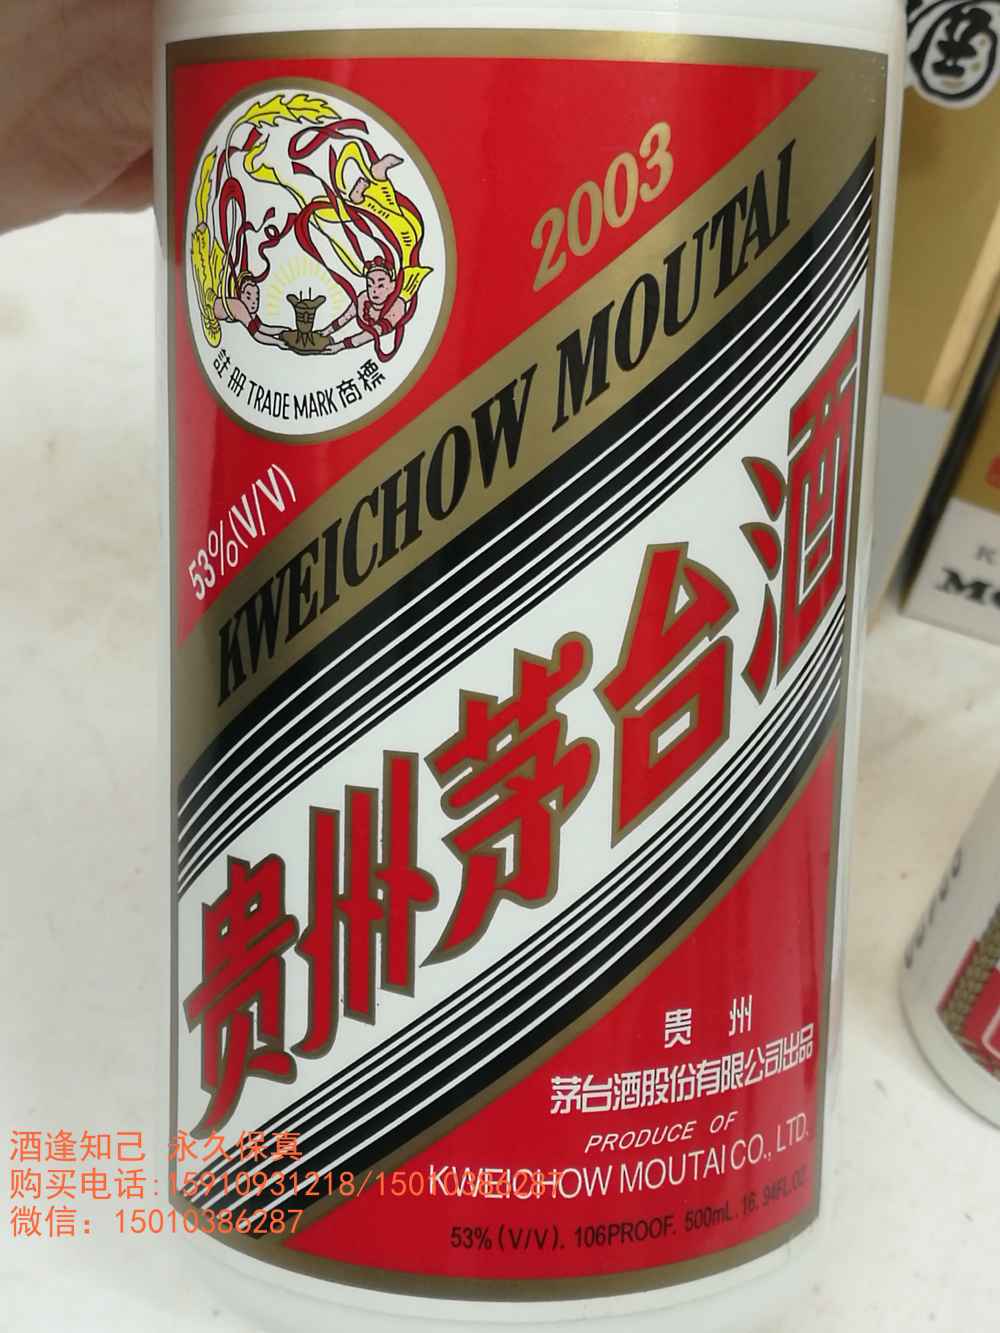 2003
註册 TRADE MARK 商標
53%(V/V)
KWEICHOW MOUTAI
贵州茅台酒
贵 州
茅台酒股份有限公司出品
PRODUCE OF
KWEICHOW MOUTAI CO., LTD.
53% (V/V). 106PROOF. 500mL. 16.94FL.OZ.
酒逢知己 永久保真
购买电话:15910931218/15010386287
微信：15010386287
酒